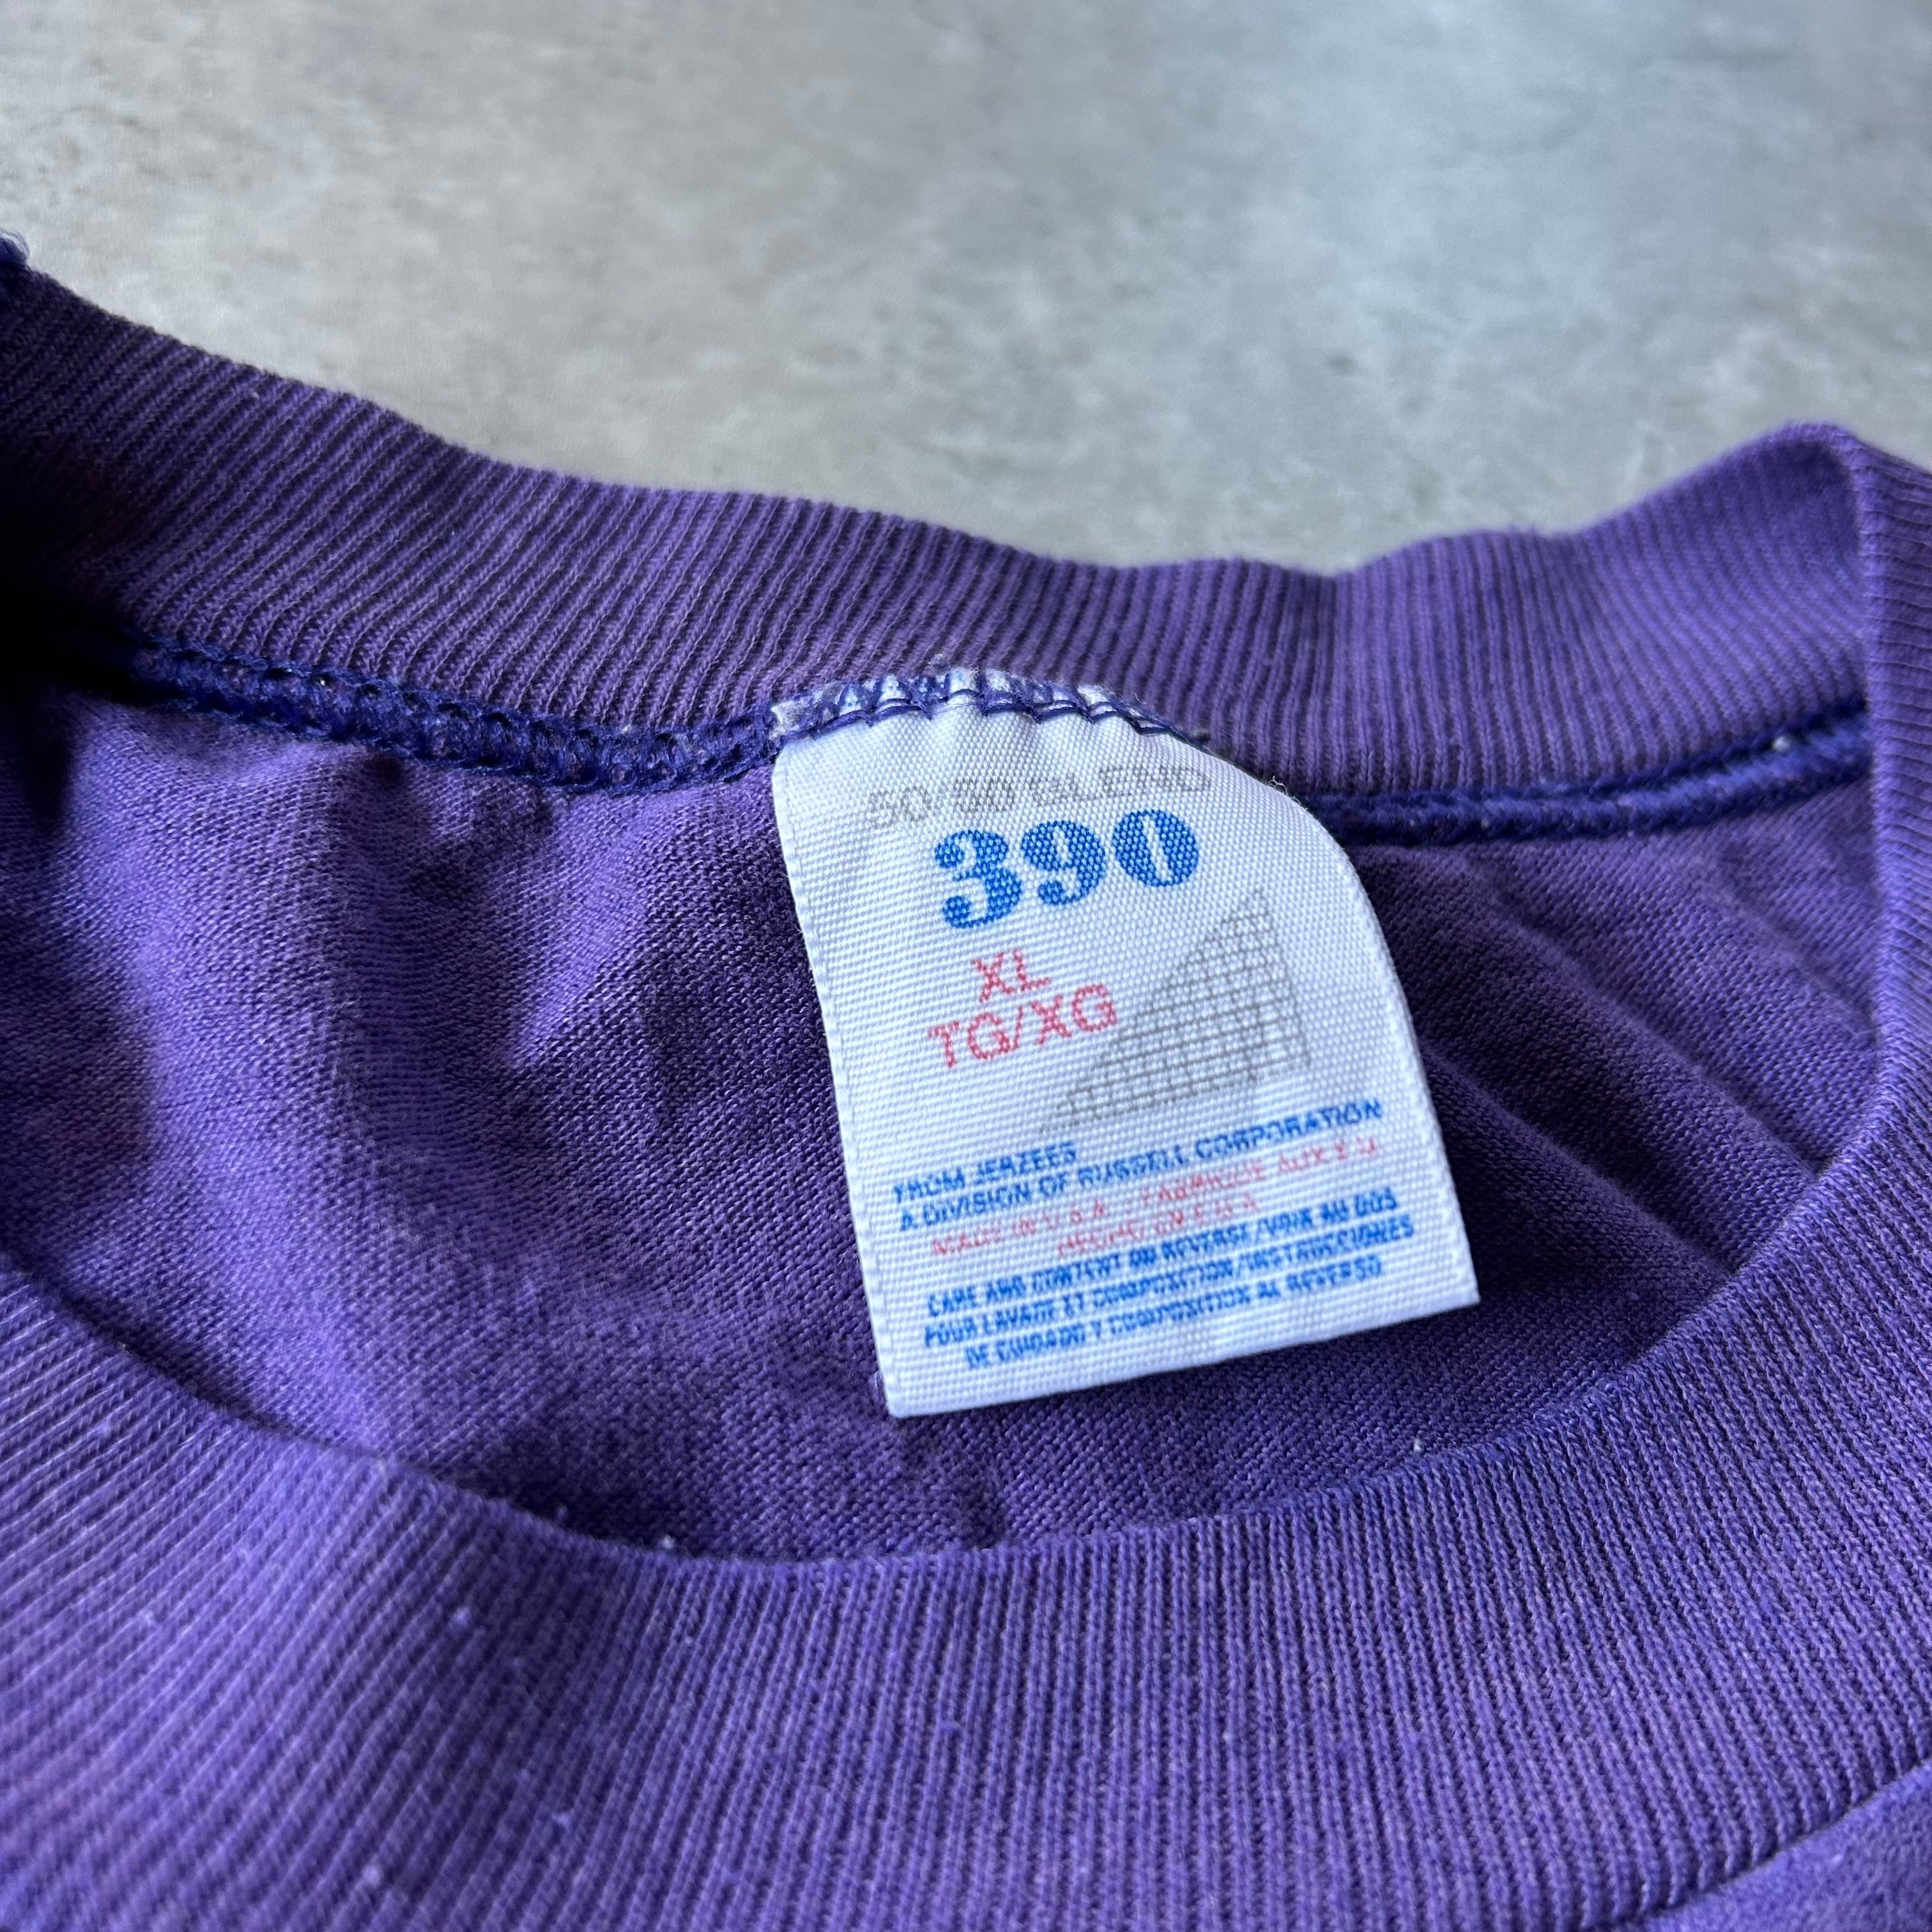 50/50 BLEND
390
XL
TG/XG
FROM JERZEES
A DIVISION OF RUSSELL CORPORATION
MADE IN U.S.A. - FABRIQUE AUX E U
HECHO EN E U A
CARE AND CONTENT ON REVERSE/VOIR AU DOS
POUR LAVAGE ET COMPOSITION/INSTRUCCIONES
DE CUIDADO Y COMPOSITION AL REVERSO